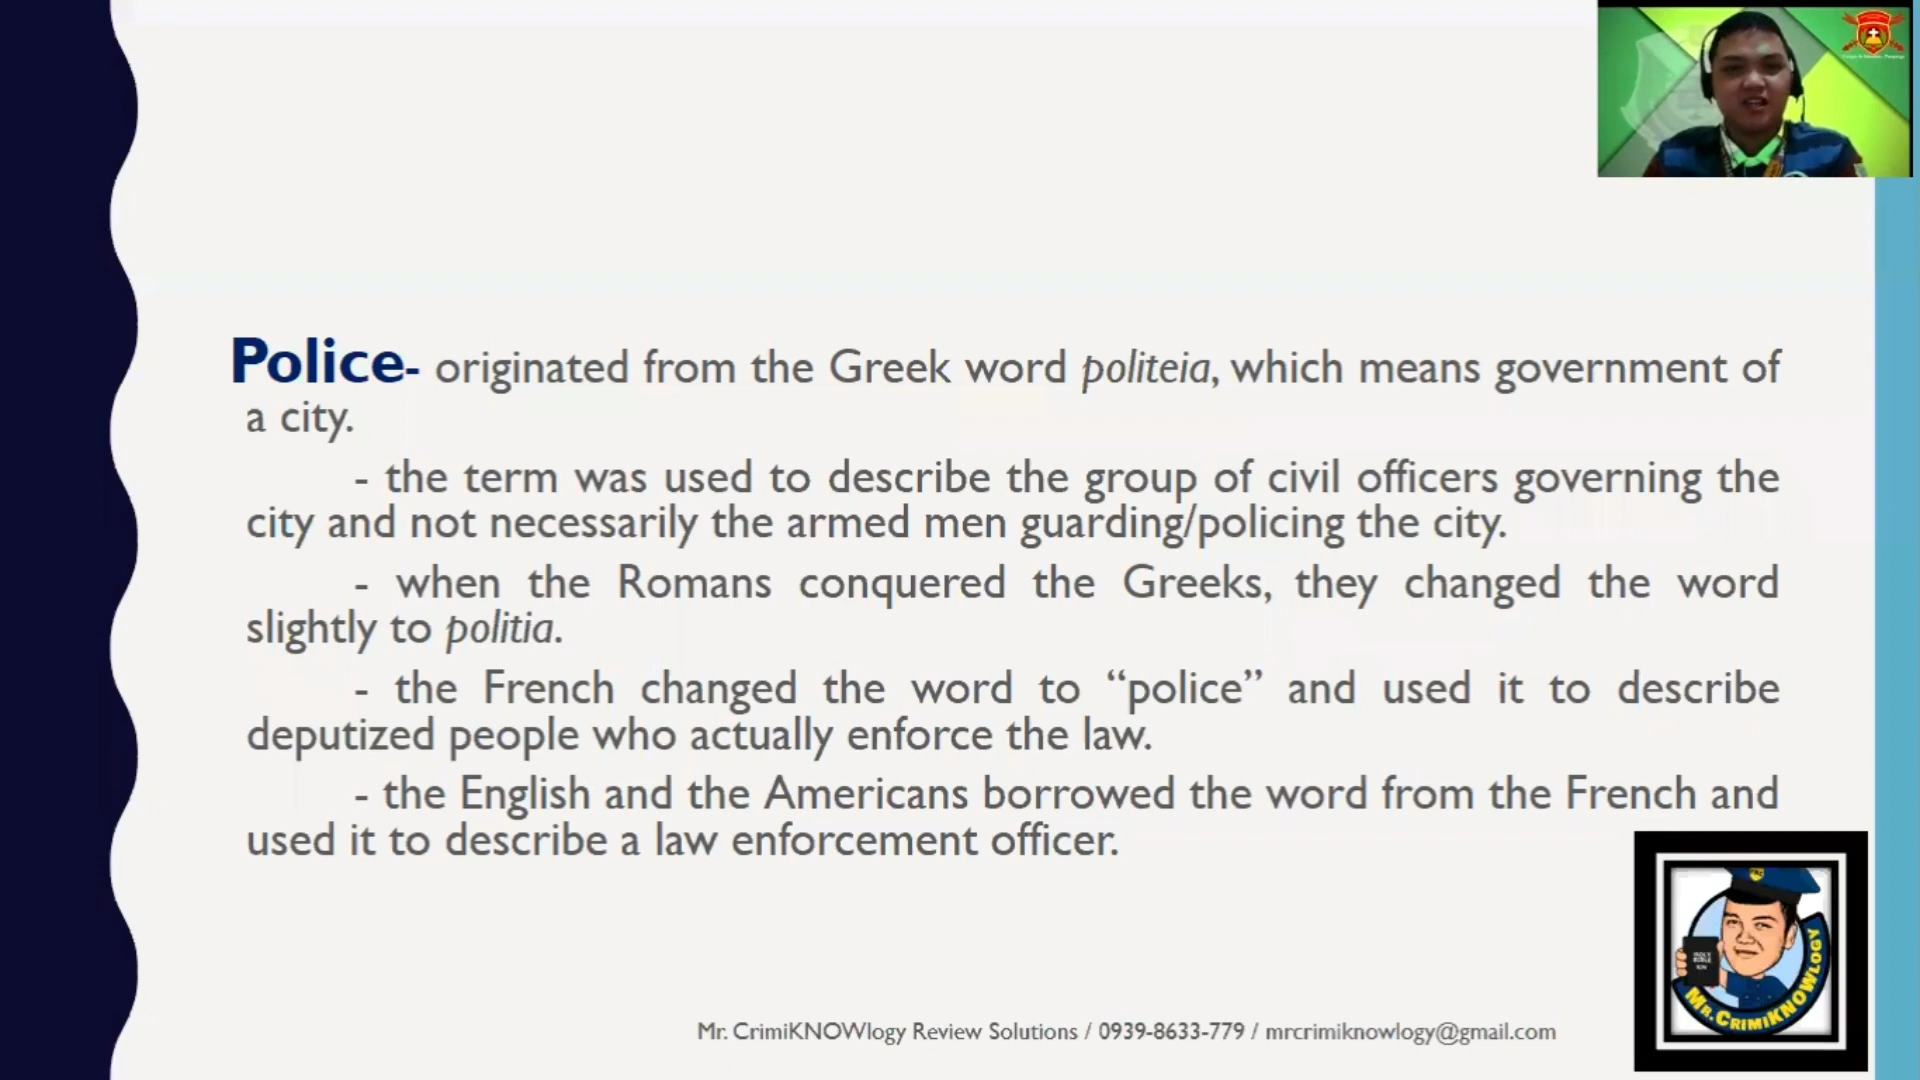 Police- originated from the Greek word politeia, which means government of
a city.
- the term was used to describe the group of civil officers governing the
city and not necessarily the armed men guarding/policing the city.
- when the Romans conquered the Greeks, they changed the word
slightly to politia.
- the French changed the word to “police” and used it to describe
deputized people who actually enforce the law.
- the English and the Americans borrowed the word from the French and
used it to describe a law enforcement officer.
HOLY
BIBLE
KJV
MR. CRIMIKNOWLOGY
Mr. CrimiKNOWlogy Review Solutions / 0939-8633-779 / mrcrimiknowlogy@gmail.com